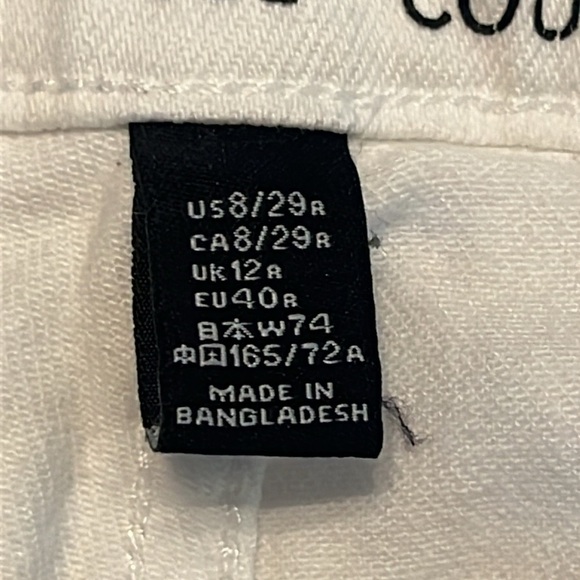 COU
US8/29R
CA8/29R
UK12R
EU40R
日本W74
中国165/72A
MADE IN
BANGLADESH